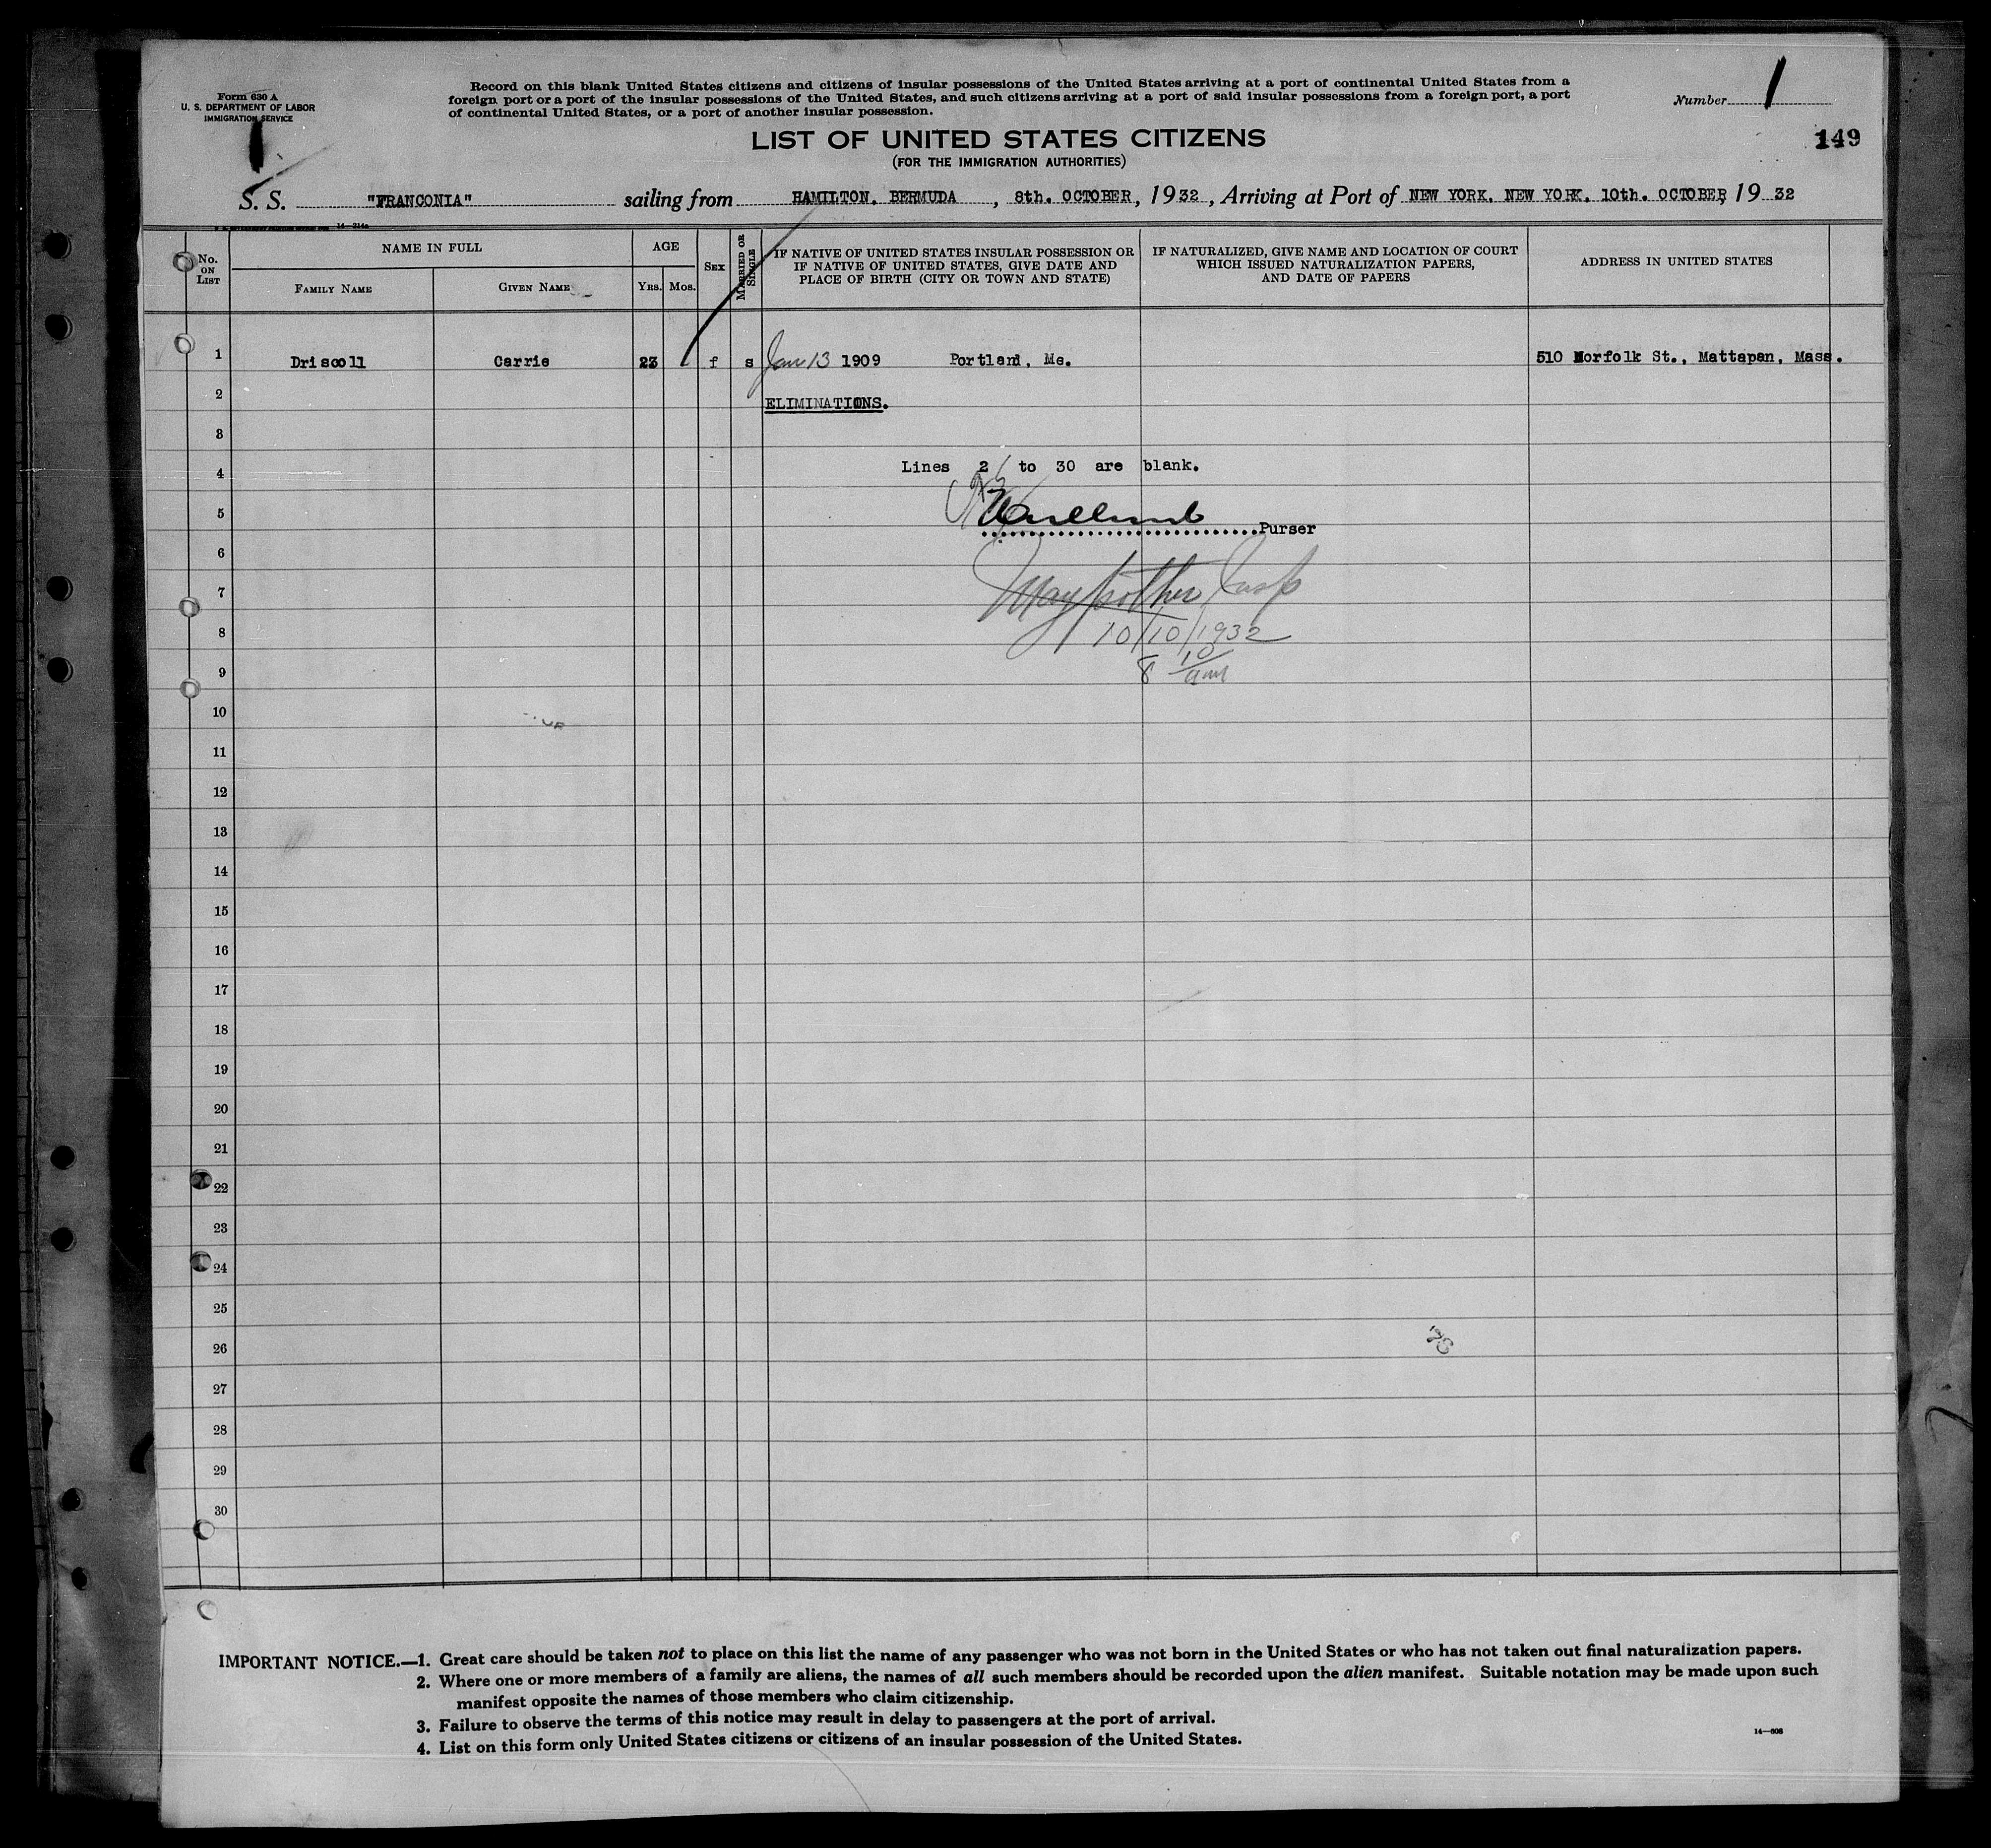 Form 630 A
U. S. DEPARTMENT OF LABOR
IMMIGRATION SERVICE
1
Record on this blank United States citizens and citizens of insular possessions of the United States arriving at a port of continental United States from a
foreign port or a port of the insular possessions of the United States, and such citizens arriving at a port of said insular possessions from a foreign port, a port
of continental United States, or a port of another insular possession.
Number 1
149
LIST OF UNITED STATES CITIZENS
(FOR THE IMMIGRATION AUTHORITIES)
S. S. "FRANCONIA" sailing from HAMILTON, BERMUDA , 8th. OCTOBER, 1932, Arriving at Port of NEW YORK, NEW YORK, 10th. OCTOBER, 1932
No. ON LIST
NAME IN FULL
FAMILY NAME
GIVEN NAME
AGE
YRS. MOS.
SEX
MARRIED OR SINGLE
IF NATIVE OF UNITED STATES INSULAR POSSESSION OR
IF NATIVE OF UNITED STATES, GIVE DATE AND
PLACE OF BIRTH (CITY OR TOWN AND STATE)
IF NATURALIZED, GIVE NAME AND LOCATION OF COURT
WHICH ISSUED NATURALIZATION PAPERS,
AND DATE OF PAPERS
ADDRESS IN UNITED STATES
1 Driscoll Carrie 23 f s Jan 13 1909 Portland, Me. 510 Norfolk St., Mattapan, Mass.
2 ELIMINATIONS.
3
4 Lines 2 to 30 are blank.
5 Purser
6
7
8 10/10/1932
9 8 10/am
10
11
12
13
14
15
16
17
18
19
20
21
22
23
24
25
26
27
28
29
30
IMPORTANT NOTICE.—1. Great care should be taken not to place on this list the name of any passenger who was not born in the United States or who has not taken out final naturalization papers.
2. Where one or more members of a family are aliens, the names of all such members should be recorded upon the alien manifest. Suitable notation may be made upon such
manifest opposite the names of those members who claim citizenship.
3. Failure to observe the terms of this notice may result in delay to passengers at the port of arrival.
4. List on this form only United States citizens or citizens of an insular possession of the United States.
14—608